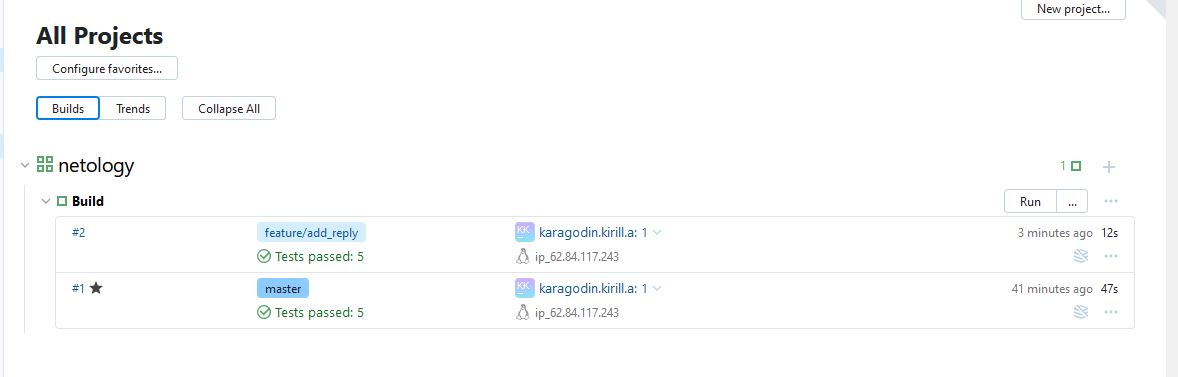 New project...
All Projects
Configure favorites...
Builds Trends Collapse All
netology 1
Build Run ...
#2 feature/add_reply KK karagodin.kirill.a: 1 3 minutes ago 12s
Tests passed: 5 ip_62.84.117.243
#1 master KK karagodin.kirill.a: 1 41 minutes ago 47s
Tests passed: 5 ip_62.84.117.243